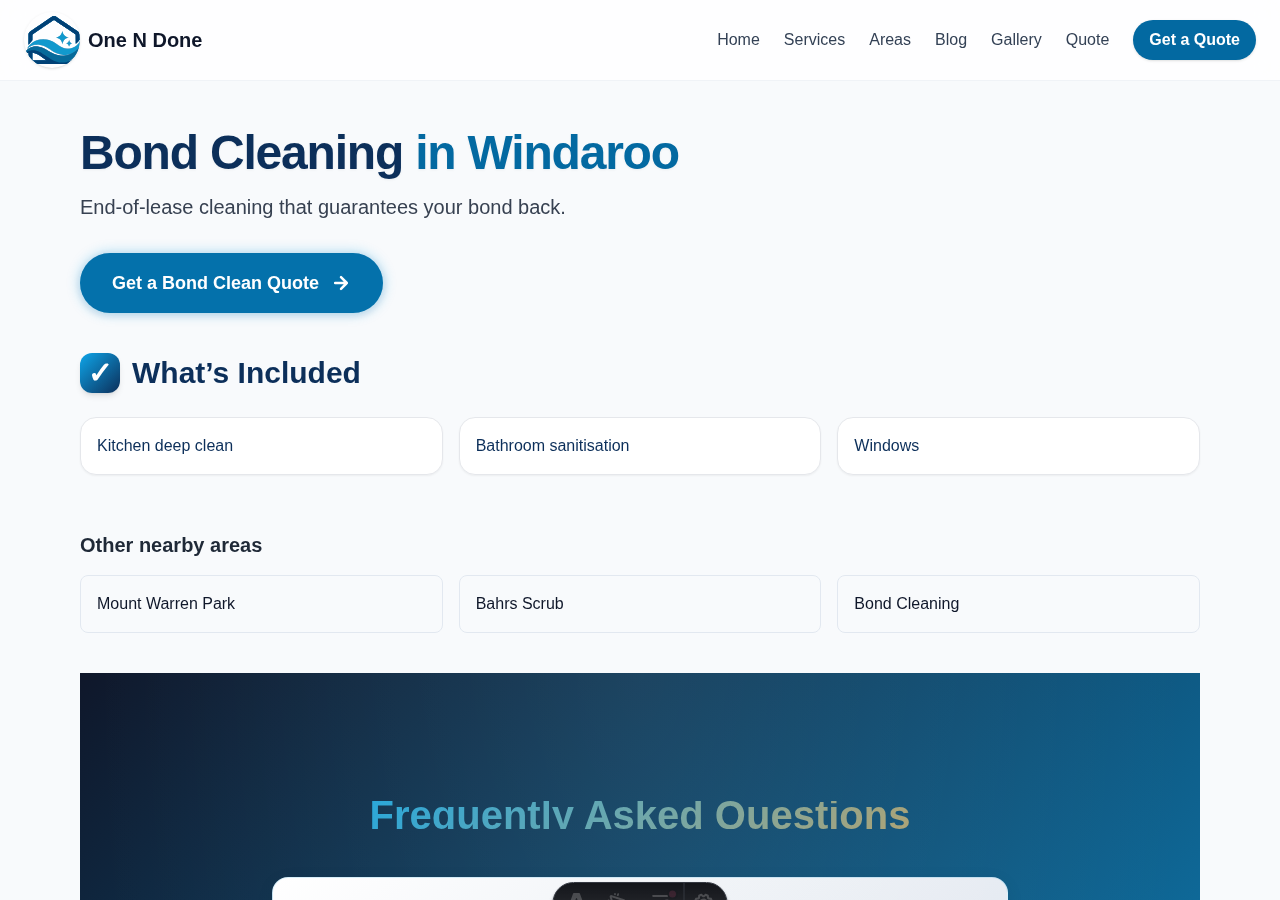 One N Done
Home
Services
Areas
Blog
Gallery
Quote
Get a Quote
Bond Cleaning in Windaroo
End-of-lease cleaning that guarantees your bond back.
Get a Bond Clean Quote →
✓ What’s Included
Kitchen deep clean
Bathroom sanitisation
Windows
Other nearby areas
Mount Warren Park
Bahrs Scrub
Bond Cleaning
Frequently Asked Questions